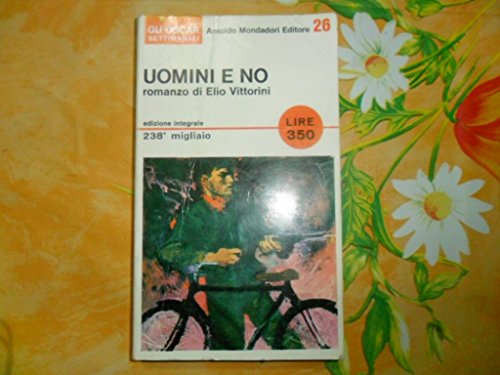 GLI OSCAR
SETTIMANALI
Arnoldo Mondadori Editore 26
UOMINI E NO
romanzo di Elio Vittorini
edizione integrale
238° migliaio
LIRE
350